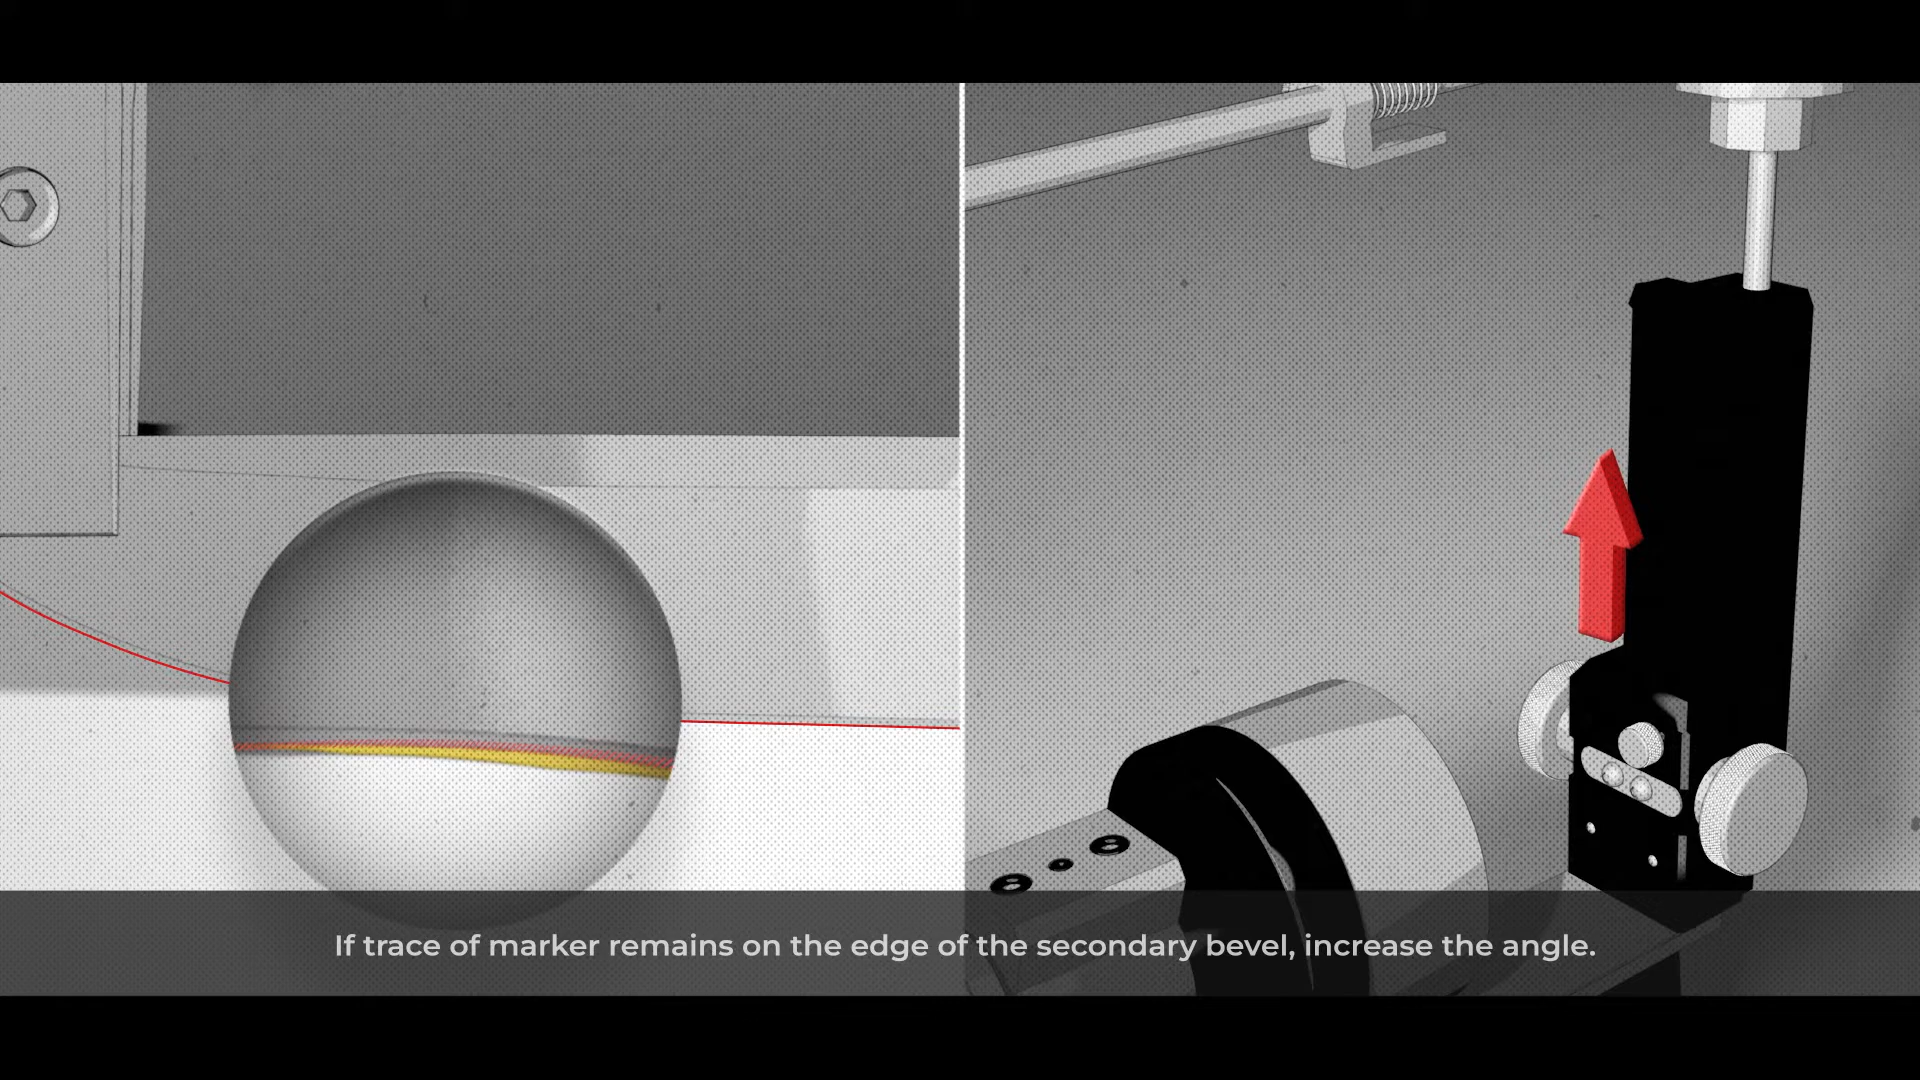 If trace of marker remains on the edge of the secondary bevel, increase the angle.